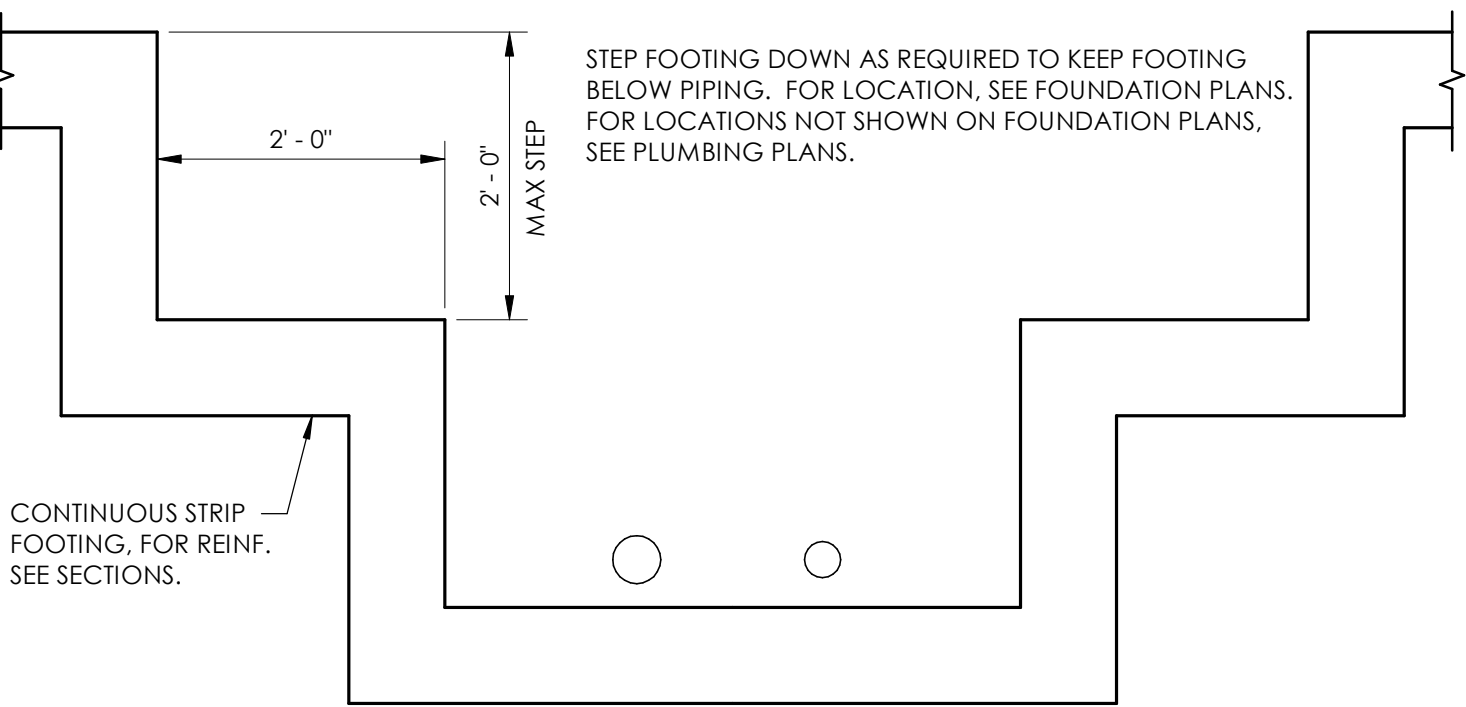 STEP FOOTING DOWN AS REQUIRED TO KEEP FOOTING
BELOW PIPING. FOR LOCATION, SEE FOUNDATION PLANS.
FOR LOCATIONS NOT SHOWN ON FOUNDATION PLANS,
SEE PLUMBING PLANS.
2' - 0"
2' - 0"
MAX STEP
CONTINUOUS STRIP
FOOTING, FOR REINF.
SEE SECTIONS.